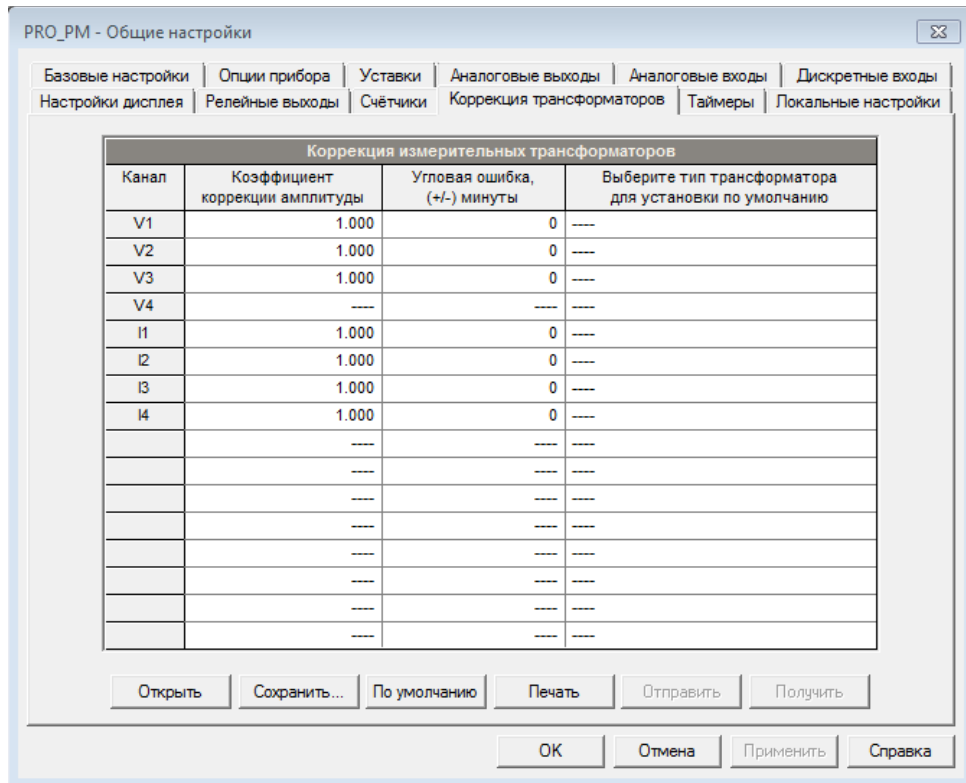 PRO_PM - Общие настройки
Базовые настройки Опции прибора Уставки Аналоговые выходы Аналоговые входы Дискретные входы
Настройки дисплея Релейные выходы Счётчики Коррекция трансформаторов Таймеры Локальные настройки
Коррекция измерительных трансформаторов
Канал Коэффициент Угловая ошибка, Выберите тип трансформатора
коррекции амплитуды (+/-) минуты для установки по умолчанию
V1 1.000 0 ----
V2 1.000 0 ----
V3 1.000 0 ----
V4 ---- ---- ----
I1 1.000 0 ----
I2 1.000 0 ----
I3 1.000 0 ----
I4 1.000 0 ----
---- ---- ----
---- ---- ----
---- ---- ----
---- ---- ----
---- ---- ----
---- ---- ----
---- ---- ----
---- ---- ----
Открыть Сохранить... По умолчанию Печать Отправить Получить
OK Отмена Применить Справка